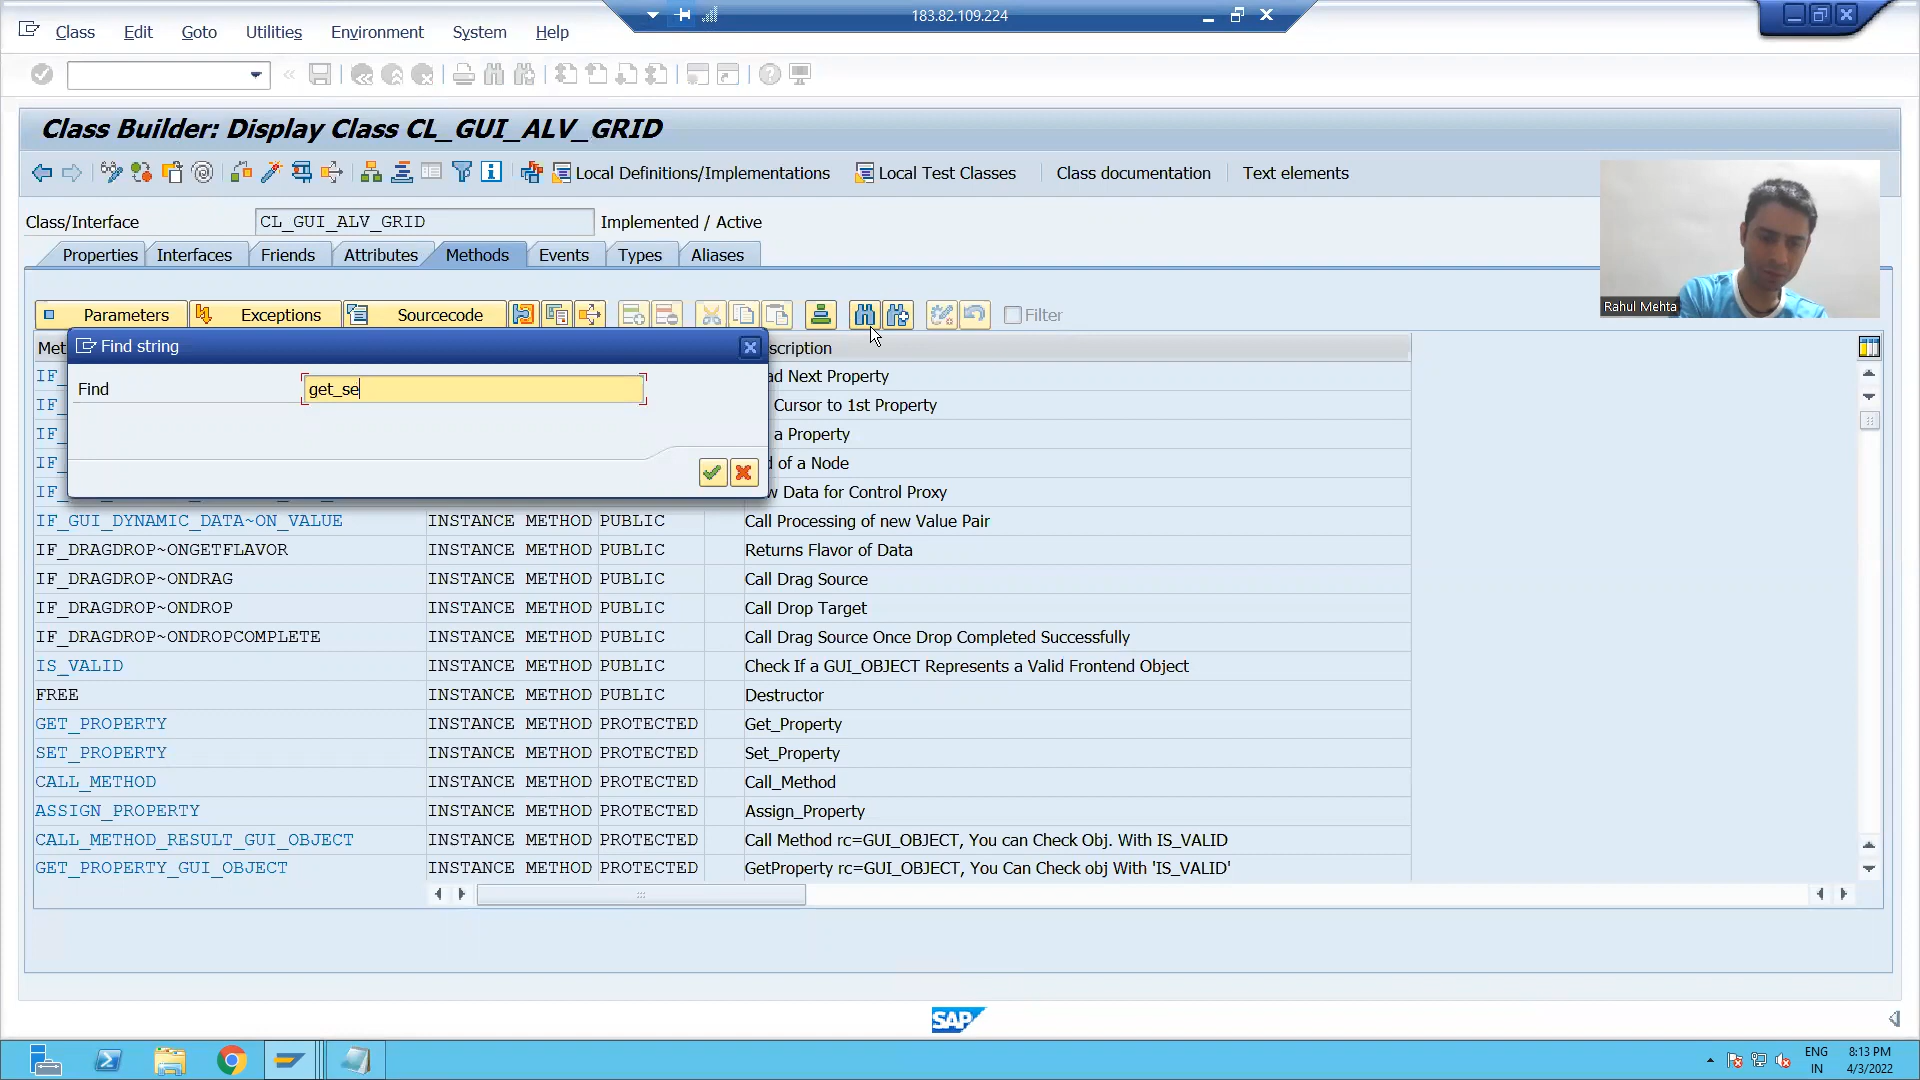 183.82.109.224
Class Edit Goto Utilities Environment System Help
Class Builder: Display Class CL_GUI_ALV_GRID
Local Definitions/Implementations Local Test Classes Class documentation Text elements
Class/Interface CL_GUI_ALV_GRID Implemented / Active
Properties Interfaces Friends Attributes Methods Events Types Aliases
Rahul Mehta
Parameters Exceptions Sourcecode Filter
Find string
Find get_se
Met scription
IF_ ad Next Property
IF_ Cursor to 1st Property
IF_ a Property
IF_ d of a Node
IF_ w Data for Control Proxy
IF_GUI_DYNAMIC_DATA~ON_VALUE INSTANCE METHOD PUBLIC Call Processing of new Value Pair
IF_DRAGDROP~ONGETFLAVOR INSTANCE METHOD PUBLIC Returns Flavor of Data
IF_DRAGDROP~ONDRAG INSTANCE METHOD PUBLIC Call Drag Source
IF_DRAGDROP~ONDROP INSTANCE METHOD PUBLIC Call Drop Target
IF_DRAGDROP~ONDROPCOMPLETE INSTANCE METHOD PUBLIC Call Drag Source Once Drop Completed Successfully
IS_VALID INSTANCE METHOD PUBLIC Check If a GUI_OBJECT Represents a Valid Frontend Object
FREE INSTANCE METHOD PUBLIC Destructor
GET_PROPERTY INSTANCE METHOD PROTECTED Get_Property
SET_PROPERTY INSTANCE METHOD PROTECTED Set_Property
CALL_METHOD INSTANCE METHOD PROTECTED Call_Method
ASSIGN_PROPERTY INSTANCE METHOD PROTECTED Assign_Property
CALL_METHOD_RESULT_GUI_OBJECT INSTANCE METHOD PROTECTED Call Method rc=GUI_OBJECT, You can Check Obj. With IS_VALID
GET_PROPERTY_GUI_OBJECT INSTANCE METHOD PROTECTED GetProperty rc=GUI_OBJECT, You Can Check obj With 'IS_VALID'
SAP
ENG 8:13 PM
IN 4/3/2022